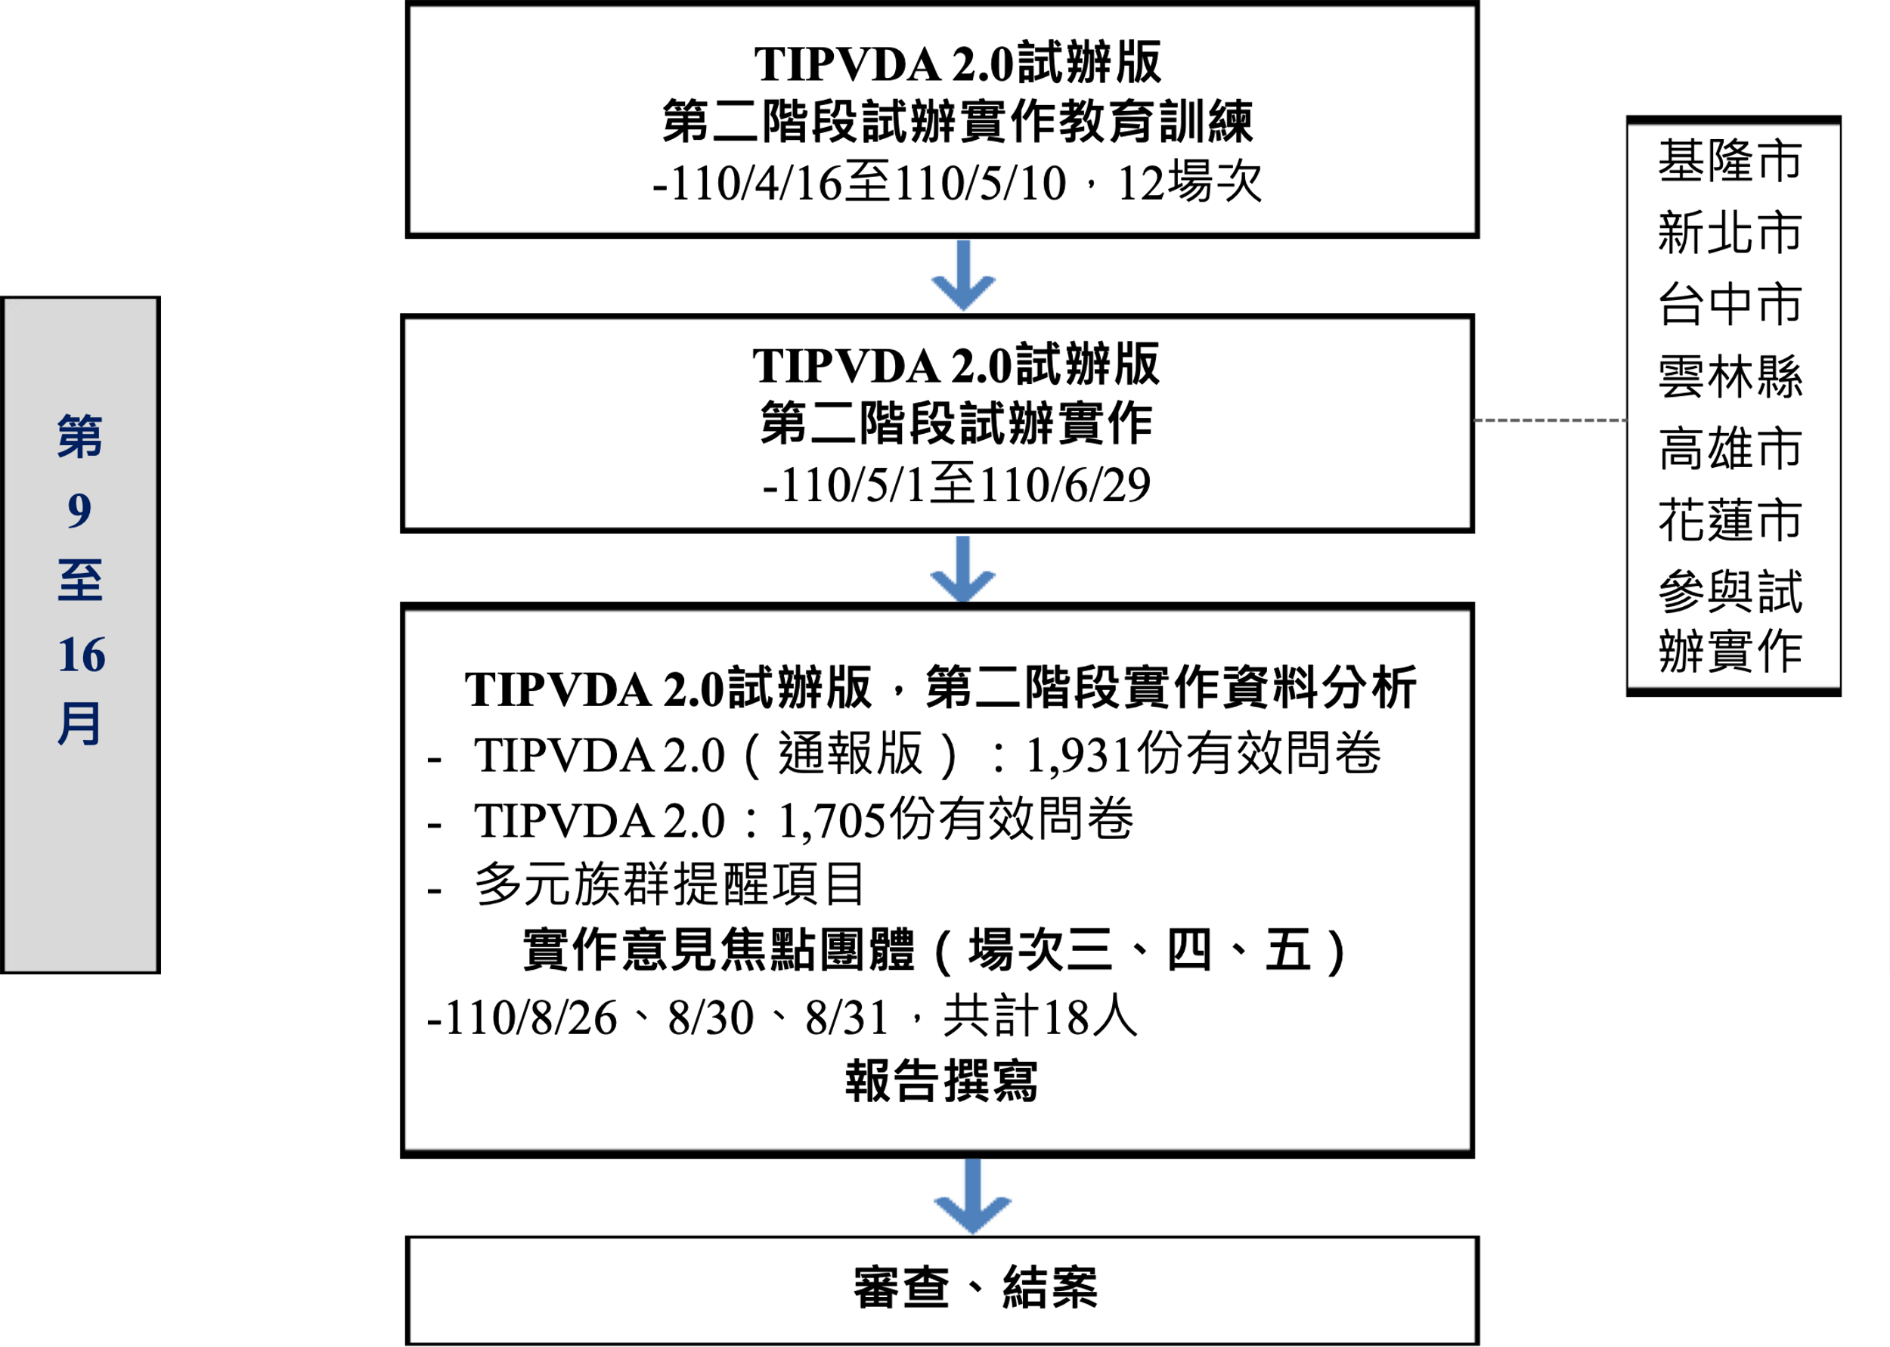 TIPVDA 2.0試辦版
第二階段試辦實作教育訓練
-110/4/16至110/5/10，12場次
基隆市
新北市
台中市
雲林縣
高雄市
花蓮市
參與試
辦實作
第
9
至
16
月
TIPVDA 2.0試辦版
第二階段試辦實作
-110/5/1至110/6/29
TIPVDA 2.0試辦版，第二階段實作資料分析
- TIPVDA 2.0（通報版）：1,931份有效問卷
- TIPVDA 2.0：1,705份有效問卷
- 多元族群提醒項目
實作意見焦點團體（場次三、四、五）
-110/8/26、8/30、8/31，共計18人
報告撰寫
審查、結案